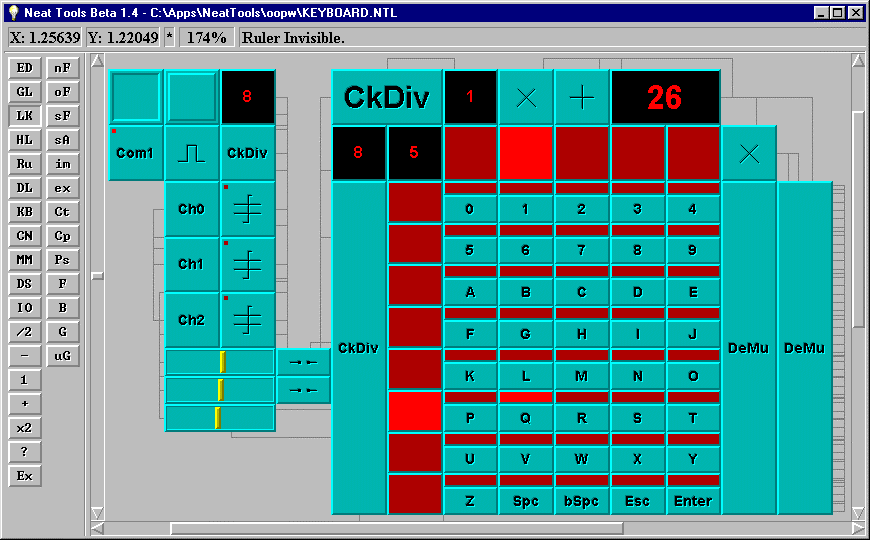 Neat Tools Beta 1.4 - C:\Apps\NeatTools\oopw\KEYBOARD.NTL
X: 1.25639 Y: 1.22049 * 174% Ruler Invisible.
ED nF
GL oF
LK sF
HL sA
Ru im
DL ex
KB Ct
CN Cp
MM Ps
DS F
IO B
/2 G
- uG
1
+
x2
?
Ex
8
Com1 CkDiv
Ch0
Ch1
Ch2
CkDiv 1 × + 26
8 5 ×
CkDiv
0 1 2 3 4
5 6 7 8 9
A B C D E
F G H I J
K L M N O
P Q R S T
U V W X Y
Z Spc bSpc Esc Enter
DeMu DeMu